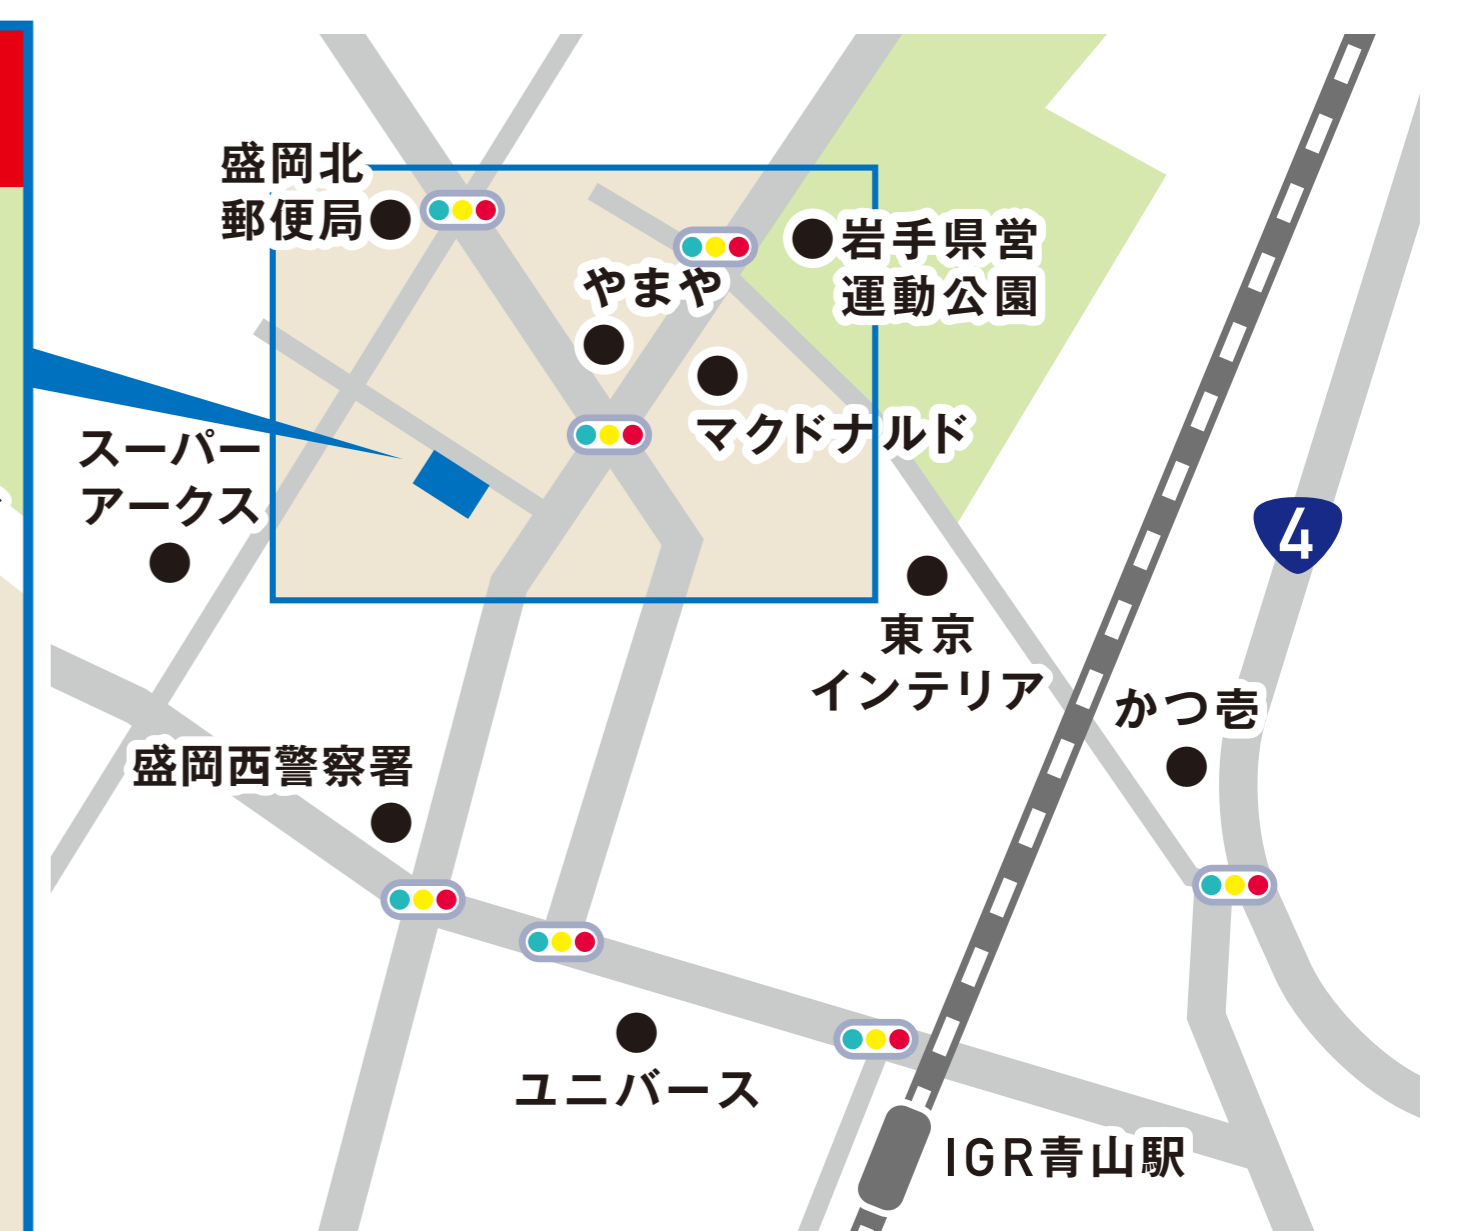 盛岡北
郵便局
岩手県営
運動公園
やまや
マクドナルド
スーパー
アークス
4
東京
インテリア
かつ壱
盛岡西警察署
ユニバース
IGR青山駅